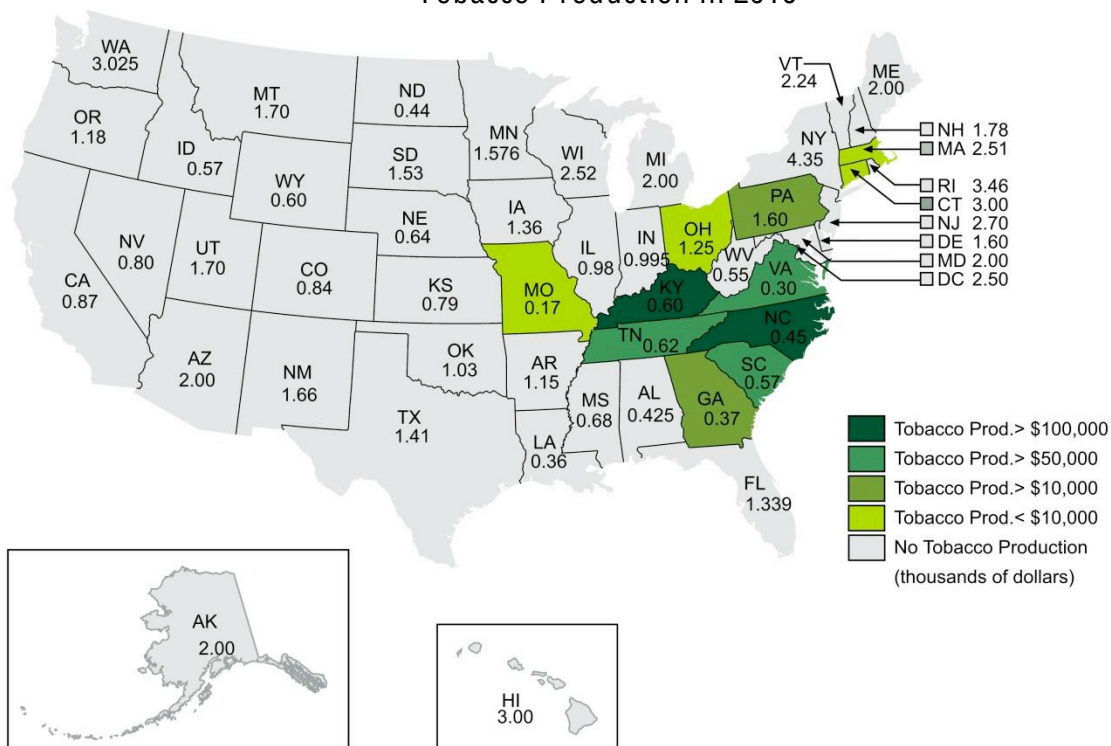 Tobacco Production in
WA
3.025
OR
1.18
ID
0.57
MT
1.70
ND
0.44
SD
1.53
WY
0.60
NE
0.64
NV
0.80
UT
1.70
CO
0.84
KS
0.79
CA
0.87
AZ
2.00
NM
1.66
OK
1.03
TX
1.41
MN
1.576
WI
2.52
MI
2.00
IA
1.36
IL
0.98
IN
0.995
OH
1.25
MO
0.17
KY
0.60
WV
0.55
VA
0.30
TN 0.62
NC
0.45
SC
0.57
AR
1.15
MS
0.68
AL
0.425
GA
0.37
LA
0.36
FL
1.339
PA
1.60
NY
4.35
VT
2.24
ME
2.00
NH 1.78
MA 2.51
RI 3.46
CT 3.00
NJ 2.70
DE 1.60
MD 2.00
DC 2.50
Tobacco Prod.> $100,000
Tobacco Prod.> $50,000
Tobacco Prod.> $10,000
Tobacco Prod.< $10,000
No Tobacco Production
(thousands of dollars)
AK
2.00
HI
3.00